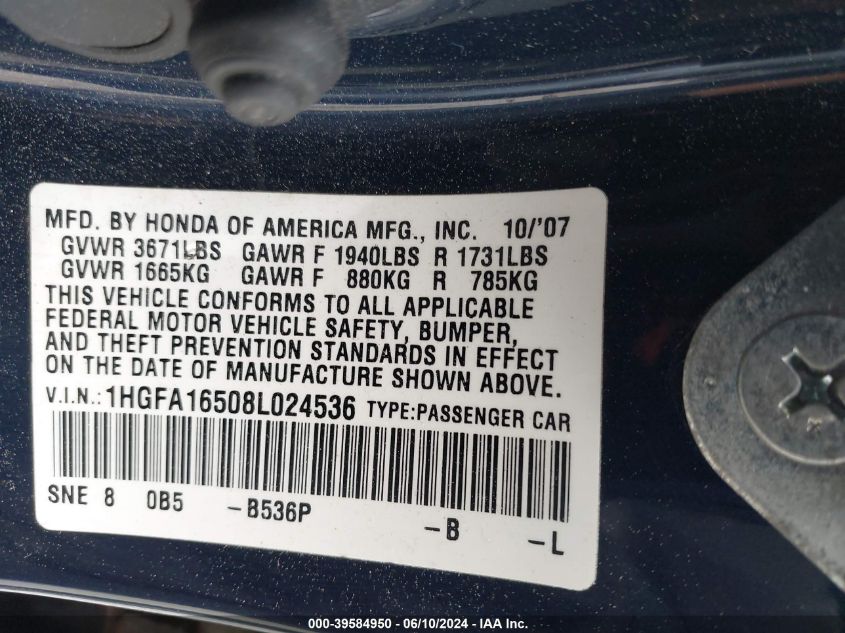 MFD. BY HONDA OF AMERICA MFG., INC. 10/'07
GVWR 3671LBS GAWR F 1940LBS R 1731LBS
GVWR 1665KG GAWR F 880KG R 785KG
THIS VEHICLE CONFORMS TO ALL APPLICABLE
FEDERAL MOTOR VEHICLE SAFETY, BUMPER,
AND THEFT PREVENTION STANDARDS IN EFFECT
ON THE DATE OF MANUFACTURE SHOWN ABOVE.
V.I.N.: 1HGFA16508L024536 TYPE:PASSENGER CAR
SNE 8 0B5 -B536P -B -L
000-39584950 - 06/10/2024 - IAA Inc.